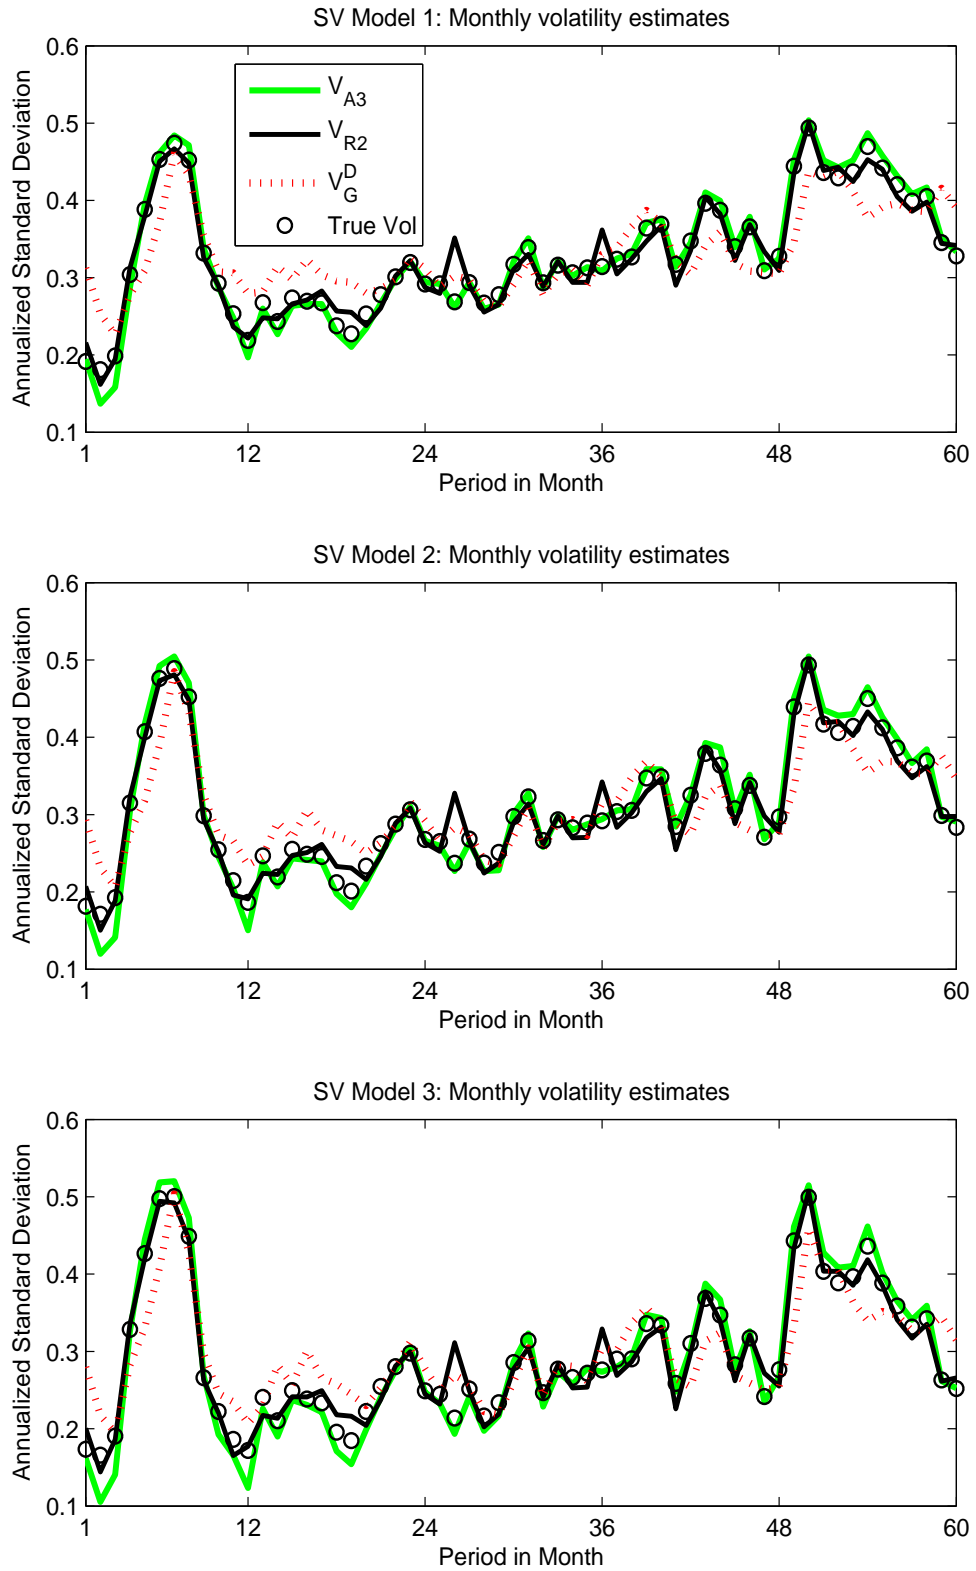 SV Model 1: Monthly volatility estimates
Annualized Standard Deviation
0.6
0.5
0.4
0.3
0.2
0.1
V_A3
V_R2
V_G^D
True Vol
1 12 24 36 48 60
Period in Month
SV Model 2: Monthly volatility estimates
Annualized Standard Deviation
0.6
0.5
0.4
0.3
0.2
0.1
1 12 24 36 48 60
Period in Month
SV Model 3: Monthly volatility estimates
Annualized Standard Deviation
0.6
0.5
0.4
0.3
0.2
0.1
1 12 24 36 48 60
Period in Month